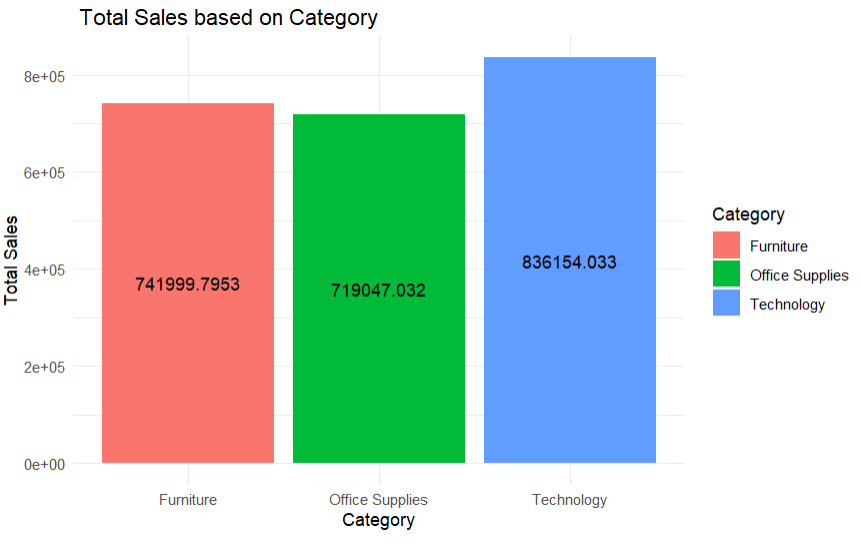 Total Sales based on Category
Total Sales
8e+05
6e+05
4e+05
2e+05
0e+00
741999.7953
719047.032
836154.033
Furniture
Office Supplies
Technology
Category
Category
Furniture
Office Supplies
Technology